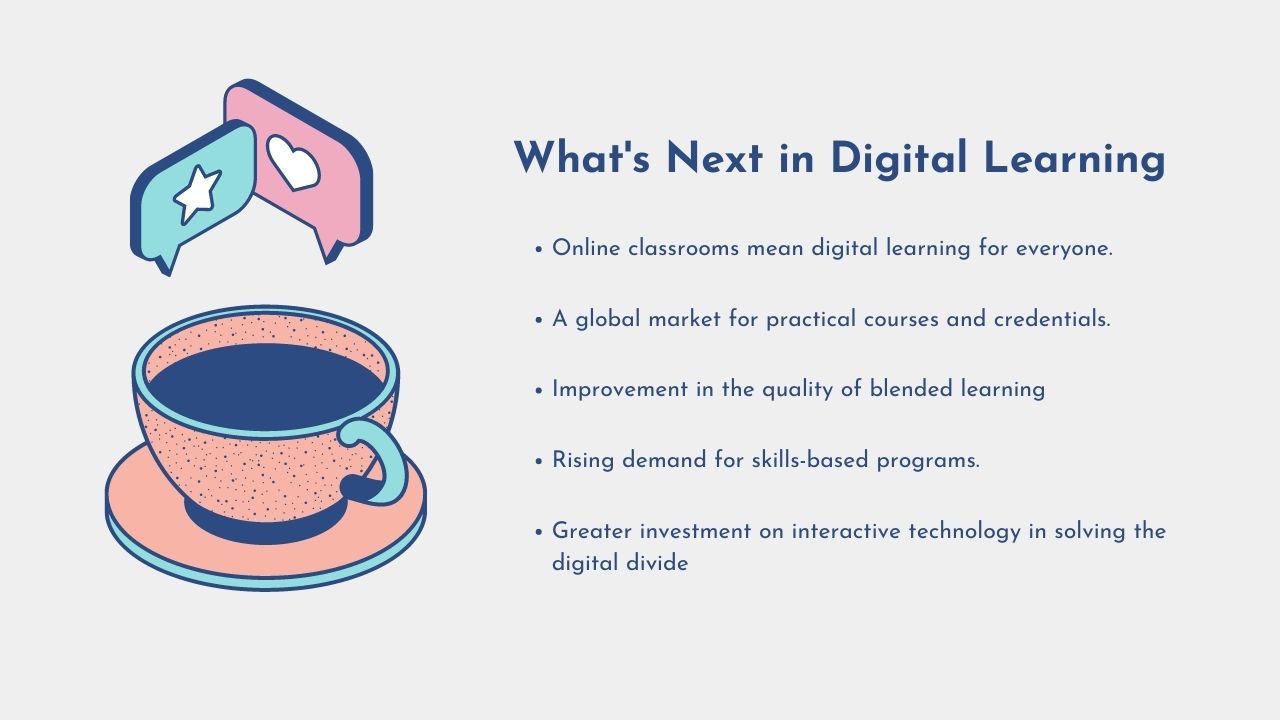 What's Next in Digital Learning
• Online classrooms mean digital learning for everyone.
• A global market for practical courses and credentials.
• Improvement in the quality of blended learning
• Rising demand for skills-based programs.
• Greater investment on interactive technology in solving the
digital divide